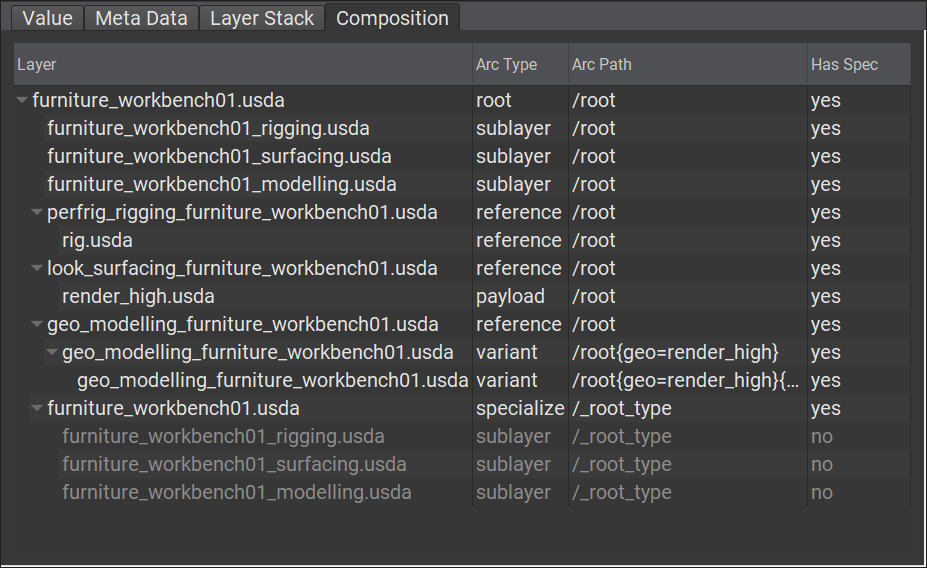 Value Meta Data Layer Stack Composition
Layer Arc Type Arc Path Has Spec
furniture_workbench01.usda root /root yes
furniture_workbench01_rigging.usda sublayer /root yes
furniture_workbench01_surfacing.usda sublayer /root yes
furniture_workbench01_modelling.usda sublayer /root yes
perfrig_rigging_furniture_workbench01.usda reference /root yes
rig.usda reference /root yes
look_surfacing_furniture_workbench01.usda reference /root yes
render_high.usda payload /root yes
geo_modelling_furniture_workbench01.usda reference /root yes
geo_modelling_furniture_workbench01.usda variant /root{geo=render_high} yes
geo_modelling_furniture_workbench01.usda variant /root{geo=render_high}{... yes
furniture_workbench01.usda specialize /_root_type yes
furniture_workbench01_rigging.usda sublayer /_root_type no
furniture_workbench01_surfacing.usda sublayer /_root_type no
furniture_workbench01_modelling.usda sublayer /_root_type no